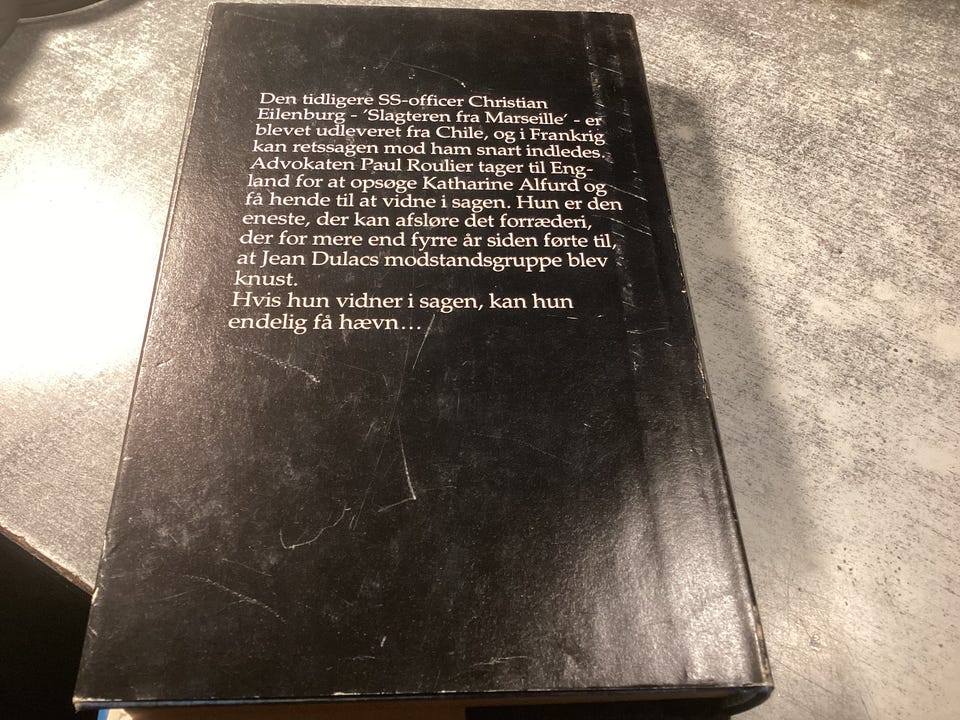 Den tidligere SS-officer Christian
Eilenburg - 'Slagteren fra Marseille' - er
blevet udleveret fra Chile, og i Frankrig
kan retssagen mod ham snart indledes.
Advokaten Paul Roulier tager til Eng-
land for at opsøge Katharine Alfurd og
få hende til at vidne i sagen. Hun er den
eneste, der kan afsløre det forræderi,
der for mere end fyrre år siden førte til,
at Jean Dulacs modstandsgruppe blev
knust.
Hvis hun vidner i sagen, kan hun
endelig få hævn...